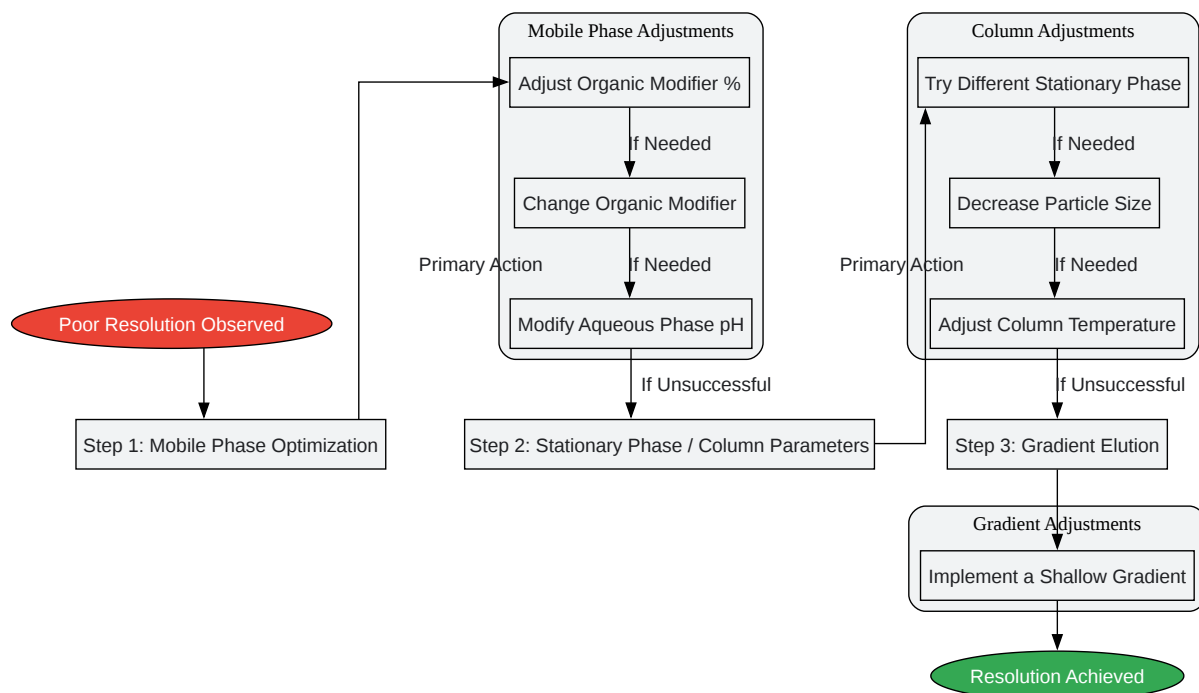 Poor Resolution Observed
Step 1: Mobile Phase Optimization
Primary Action
Mobile Phase Adjustments
Adjust Organic Modifier %
If Needed
Change Organic Modifier
If Needed
Modify Aqueous Phase pH
If Unsuccessful
Step 2: Stationary Phase / Column Parameters
Primary Action
Column Adjustments
Try Different Stationary Phase
If Needed
Decrease Particle Size
If Needed
Adjust Column Temperature
If Unsuccessful
Step 3: Gradient Elution
Gradient Adjustments
Implement a Shallow Gradient
Resolution Achieved